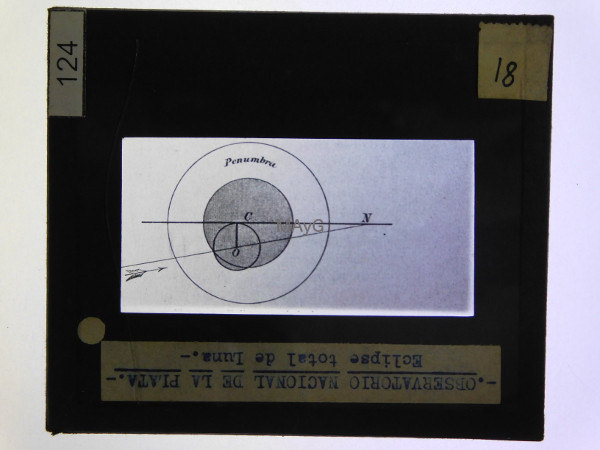 124
18
Penumbra
C
N
MAyG
O
-.OBSERVATORIO NACIONAL DE LA PLATA.-
Eclipse total de Luna.-